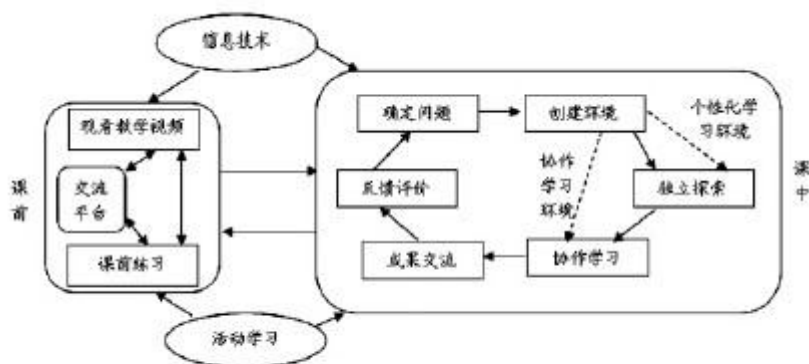 信息技术
观看教学视频
交流
平台
课前练习
课
前
活动学习
确定问题
创建环境
个性化学
习环境
协作
学习
环境
反馈评价
独立探索
成果交流
协作学习
课
中